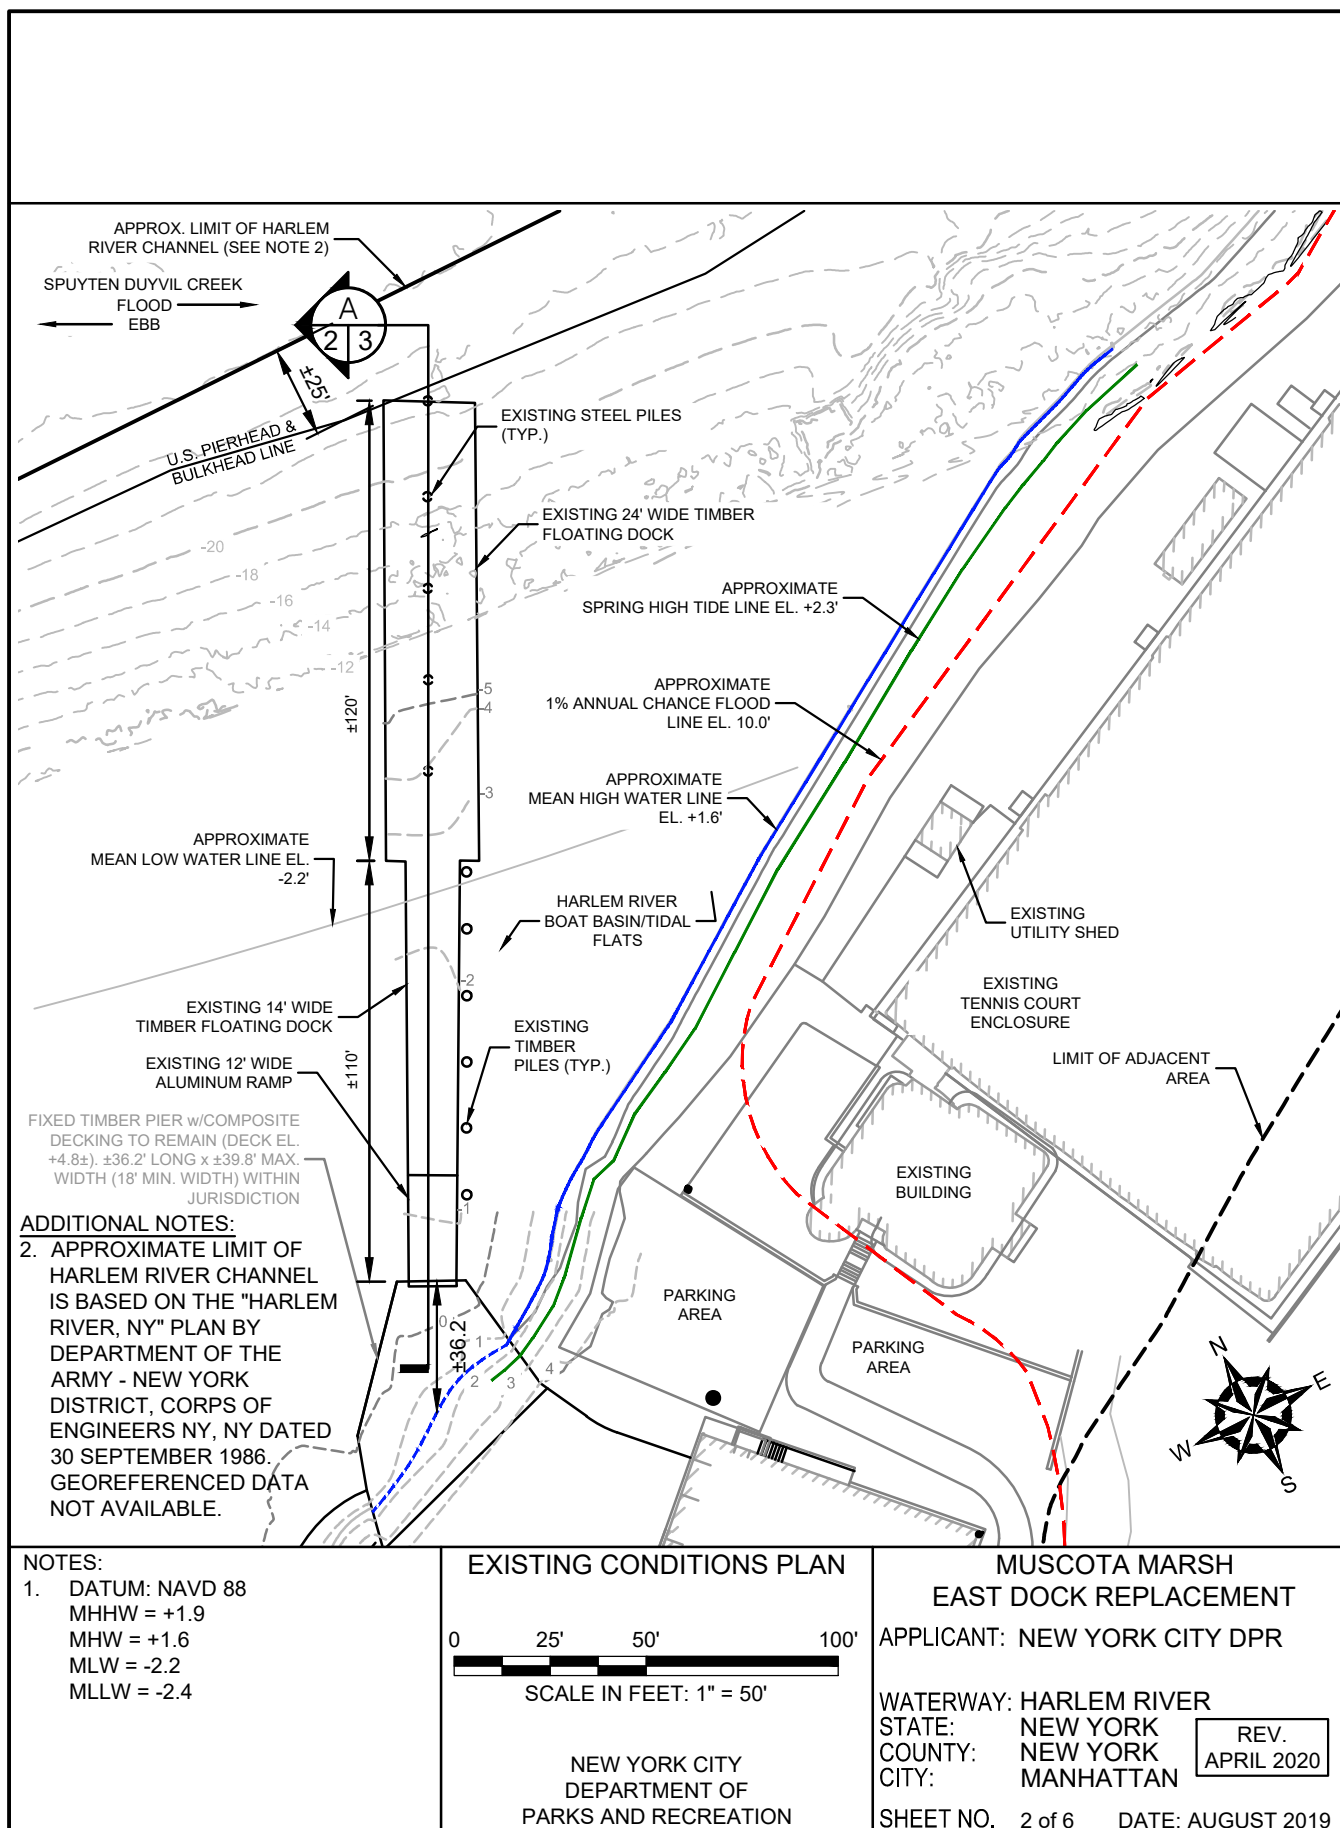 APPROX. LIMIT OF HARLEM
RIVER CHANNEL (SEE NOTE 2)
SPUYTEN DUYVIL CREEK
FLOOD
EBB
A
2 3
±25'
U.S. PIERHEAD &
BULKHEAD LINE
EXISTING STEEL PILES
(TYP.)
EXISTING 24' WIDE TIMBER
FLOATING DOCK
-20
-18
-16
-14
-12
APPROXIMATE
SPRING HIGH TIDE LINE EL. +2.3'
-5
-4
±120'
APPROXIMATE
1% ANNUAL CHANCE FLOOD
LINE EL. 10.0'
-3
APPROXIMATE
MEAN HIGH WATER LINE
EL. +1.6'
APPROXIMATE
MEAN LOW WATER LINE EL.
-2.2'
HARLEM RIVER
BOAT BASIN/TIDAL
FLATS
EXISTING
UTILITY SHED
-2
EXISTING
TENNIS COURT
ENCLOSURE
EXISTING 14' WIDE
TIMBER FLOATING DOCK
EXISTING
TIMBER
PILES (TYP.)
±110'
EXISTING 12' WIDE
ALUMINUM RAMP
LIMIT OF ADJACENT
AREA
FIXED TIMBER PIER w/COMPOSITE
DECKING TO REMAIN (DECK EL.
+4.8±). ±36.2' LONG x ±39.8' MAX.
WIDTH (18' MIN. WIDTH) WITHIN
JURISDICTION
EXISTING
BUILDING
-1
ADDITIONAL NOTES:
2. APPROXIMATE LIMIT OF
HARLEM RIVER CHANNEL
IS BASED ON THE "HARLEM
RIVER, NY" PLAN BY
DEPARTMENT OF THE
ARMY - NEW YORK
DISTRICT, CORPS OF
ENGINEERS NY, NY DATED
30 SEPTEMBER 1986.
GEOREFERENCED DATA
NOT AVAILABLE.
0
1
2
3
4
±36.2'
PARKING
AREA
PARKING
AREA
N
E
W
S
NOTES:
1. DATUM: NAVD 88
MHHW = +1.9
MHW = +1.6
MLW = -2.2
MLLW = -2.4
EXISTING CONDITIONS PLAN
0 25' 50' 100'
SCALE IN FEET: 1" = 50'
NEW YORK CITY
DEPARTMENT OF
PARKS AND RECREATION
MUSCOTA MARSH
EAST DOCK REPLACEMENT
APPLICANT: NEW YORK CITY DPR
WATERWAY: HARLEM RIVER
STATE: NEW YORK
COUNTY: NEW YORK
CITY: MANHATTAN
REV.
APRIL 2020
SHEET NO. 2 of 6 DATE: AUGUST 2019